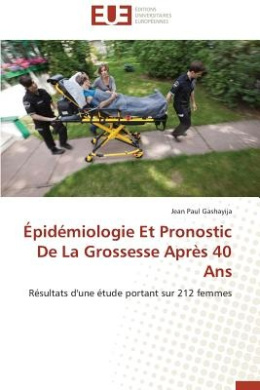 ÉDITIONS
UNIVERSITAIRES
EUROPÉENNES
Jean Paul Gashayija
Épidémiologie Et Pronostic
De La Grossesse Après 40
Ans
Résultats d'une étude portant sur 212 femmes